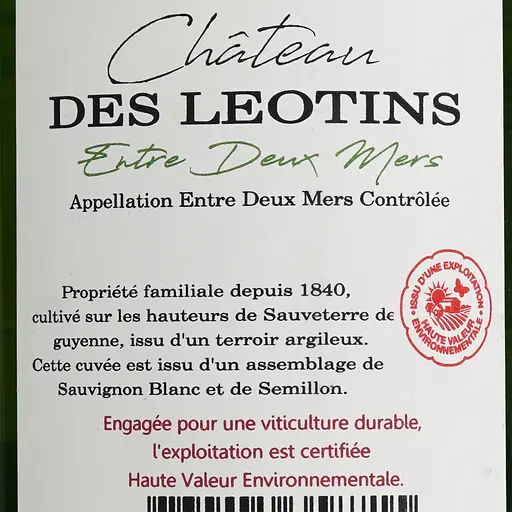 Château
DES LEOTINS
Entre Deux Mers
Appellation Entre Deux Mers Contrôlée
Propriété familiale depuis 1840,
cultivé sur les hauteurs de Sauveterre de
guyenne, issu d'un terroir argileux.
Cette cuvée est issu d'un assemblage de
Sauvignon Blanc et de Semillon.
ISSU D'UNE EXPLOITATION
HAUTE VALEUR
ENVIRONNEMENTALE
Engagée pour une viticulture durable,
l'exploitation est certifiée
Haute Valeur Environnementale.